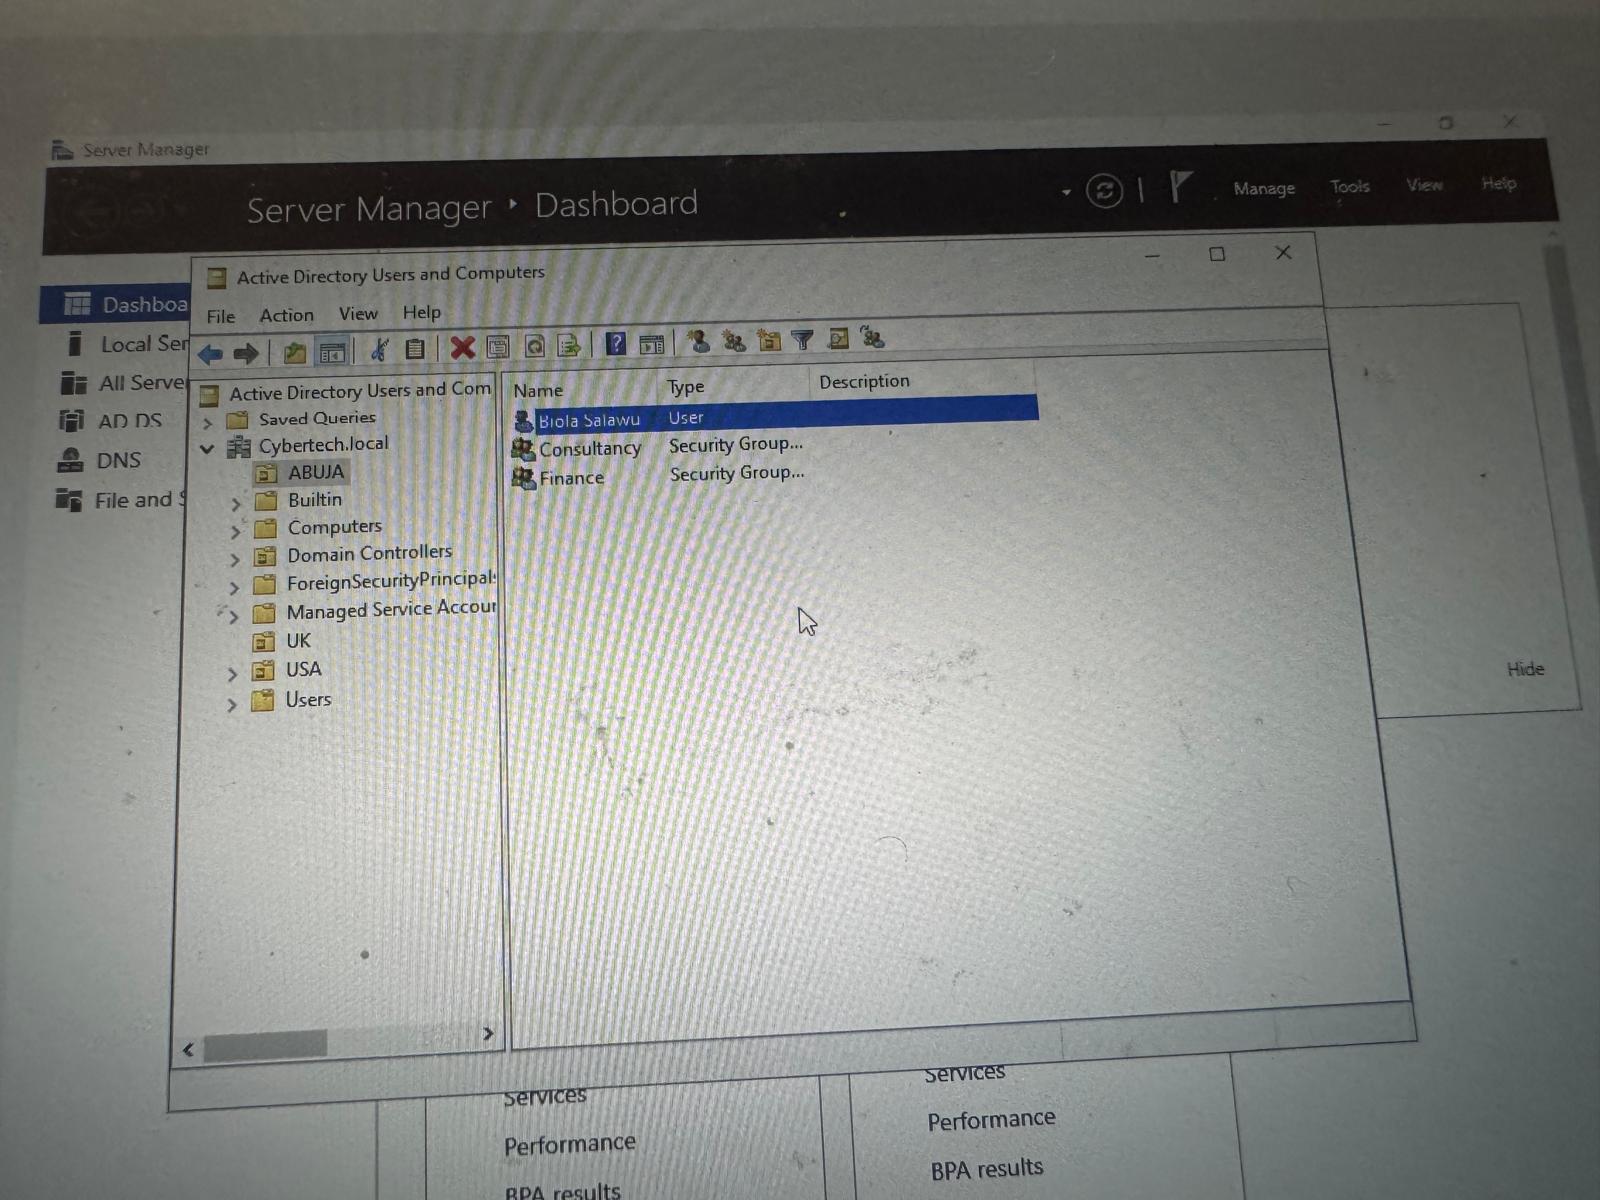 Server Manager
Server Manager ‣ Dashboard
Manage Tools View Help
Active Directory Users and Computers
File Action View Help
Dashboa
Local Ser
All Serve
AD DS
DNS
File and S
Active Directory Users and Com
Saved Queries
Cybertech.local
ABUJA
Builtin
Computers
Domain Controllers
ForeignSecurityPrincipals
Managed Service Accour
UK
USA
Users
Name Type Description
Biola Salawu User
Consultancy Security Group...
Finance Security Group...
Hide
Services
Performance
BPA results
Services
Performance
BPA results